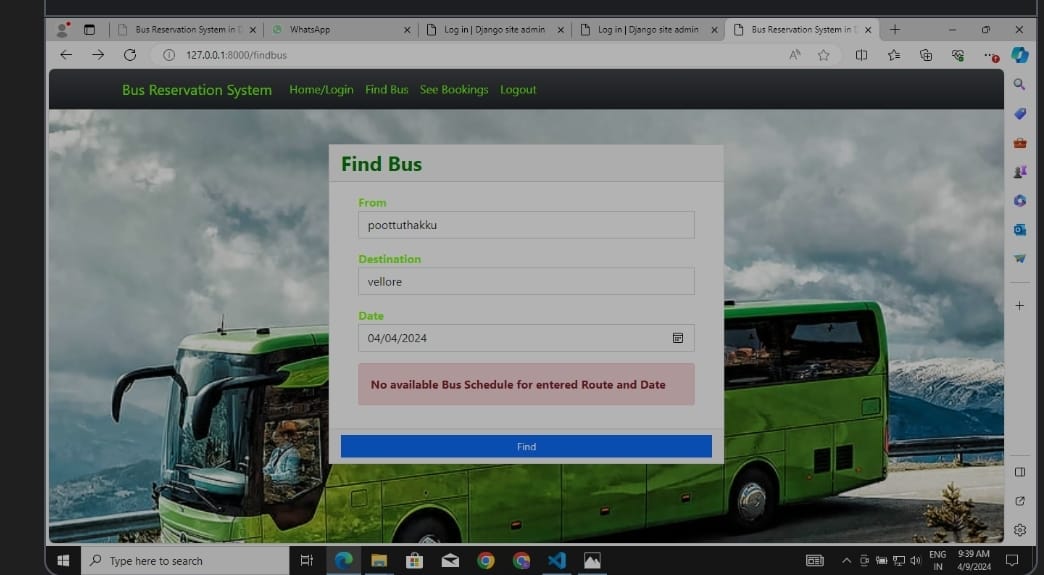 Bus Reservation System in D
WhatsApp
Log in | Django site admin
Log in | Django site admin
Bus Reservation System in D
127.0.0.1:8000/findbus
Bus Reservation System
Home/Login
Find Bus
See Bookings
Logout
Find Bus
From
poottuthakku
Destination
vellore
Date
04/04/2024
No available Bus Schedule for entered Route and Date
Find
Type here to search
ENG
IN
9:39 AM
4/9/2024